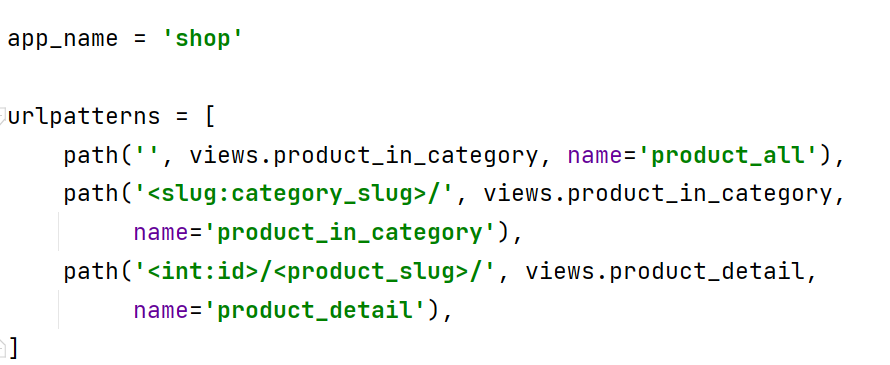 app_name = 'shop'
urlpatterns = [
    path('', views.product_in_category, name='product_all'),
    path('<slug:category_slug>/', views.product_in_category,
         name='product_in_category'),
    path('<int:id>/<product_slug>/', views.product_detail,
         name='product_detail'),
]